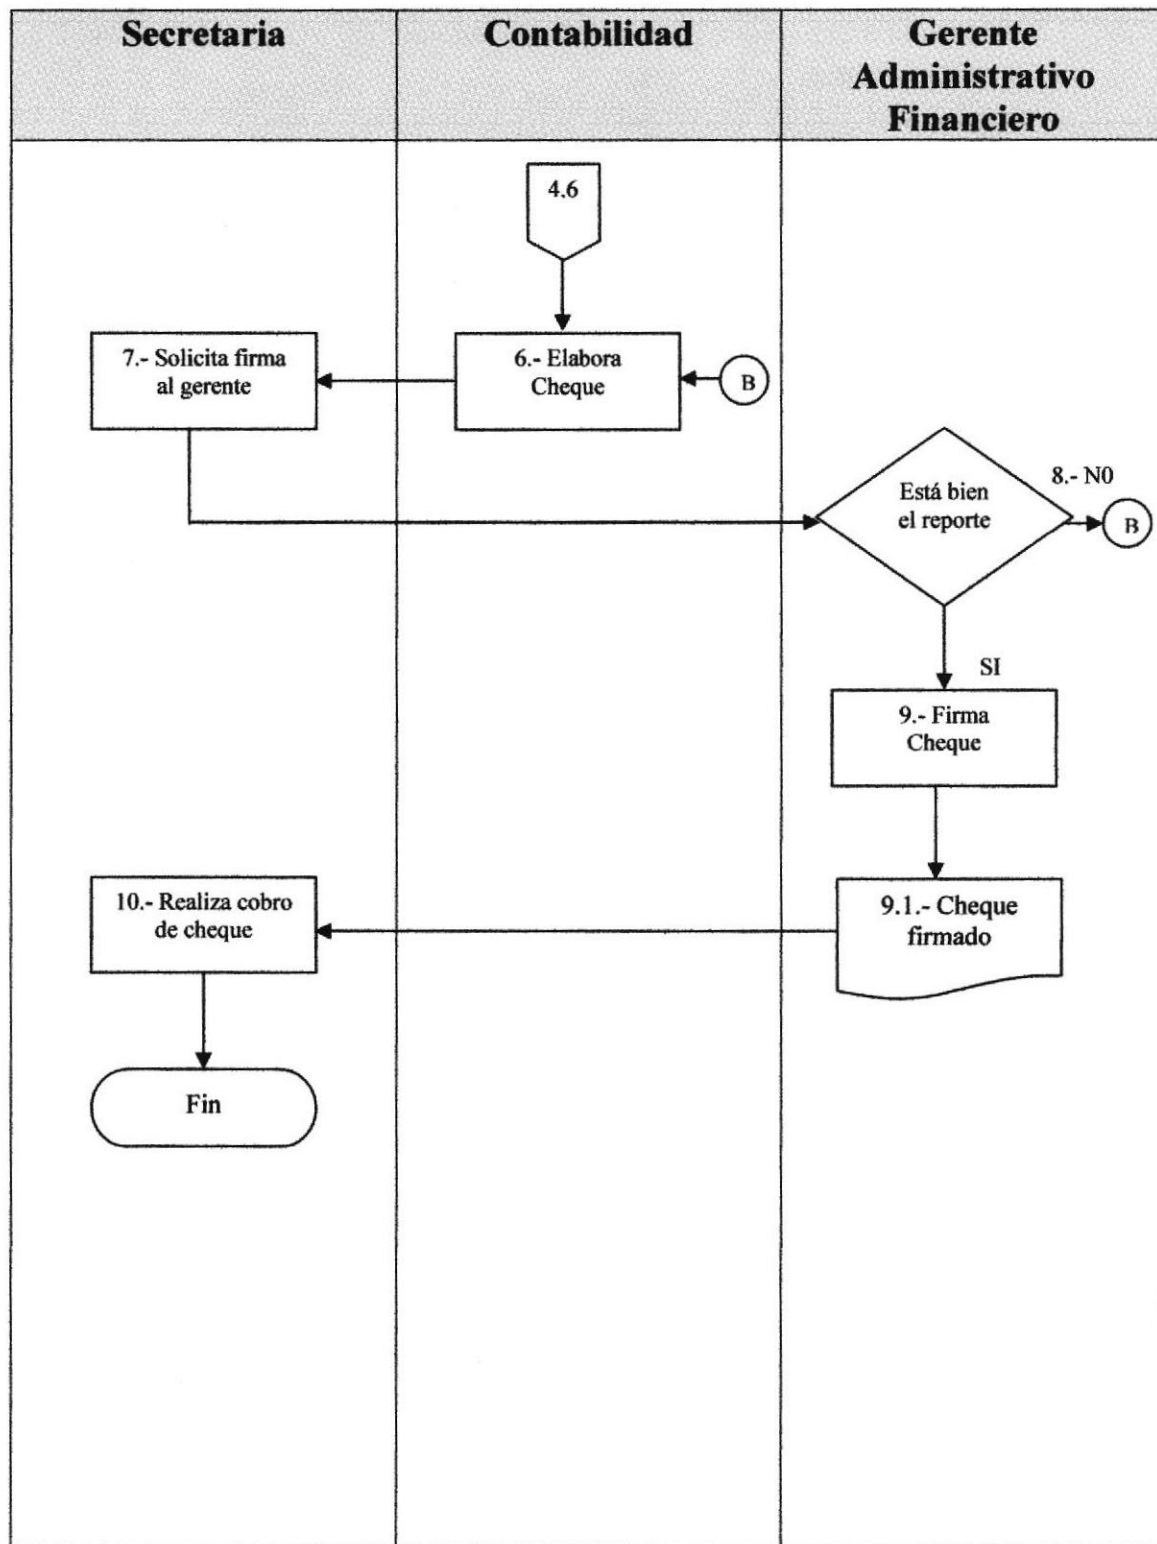 Secretaria
Contabilidad
Gerente
Administrativo
Financiero
4.6
7.- Solicita firma
al gerente
6.- Elabora
Cheque
B
8.- N0
Está bien
el reporte
B
SI
9.- Firma
Cheque
10.- Realiza cobro
de cheque
9.1.- Cheque
firmado
Fin